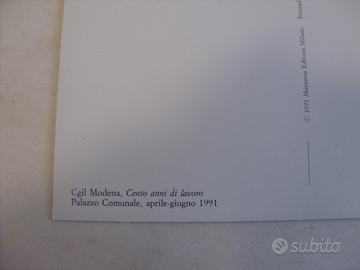 Cgil Modena, Cento anni di lavoro
Palazzo Comunale, aprile-giugno 1991
© 1991 Mazzotta Editore Milano
subito